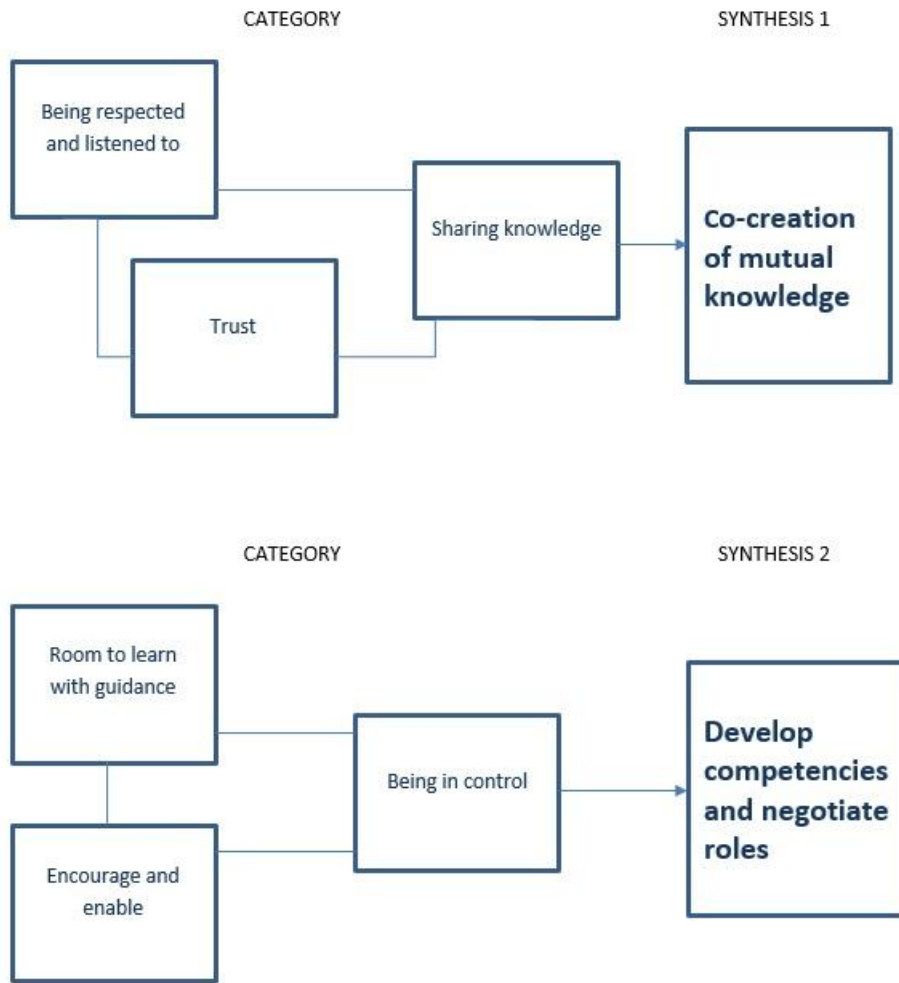 CATEGORY
SYNTHESIS 1
Being respected
and listened to
Sharing knowledge
Trust
Co-creation
of mutual
knowledge
CATEGORY
SYNTHESIS 2
Room to learn
with guidance
Being in control
Encourage and
enable
Develop
competencies
and negotiate
roles